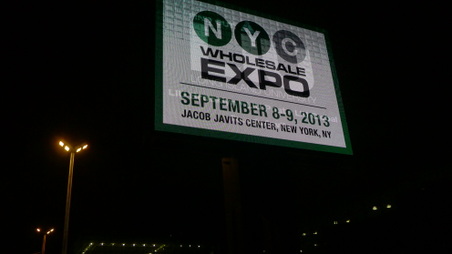 NYC
WHOLESALE
EXPO
SEPTEMBER 8-9, 2013
JACOB JAVITS CENTER, NEW YORK, NY